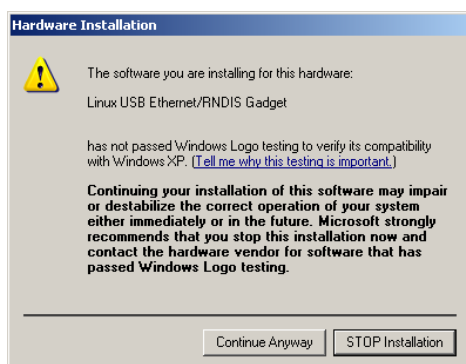 Hardware Installation
The software you are installing for this hardware:
Linux USB Ethernet/RNDIS Gadget
has not passed Windows Logo testing to verify its compatibility
with Windows XP. (Tell me why this testing is important.)
Continuing your installation of this software may impair
or destabilize the correct operation of your system
either immediately or in the future. Microsoft strongly
recommends that you stop this installation now and
contact the hardware vendor for software that has
passed Windows Logo testing.
Continue Anyway STOP Installation